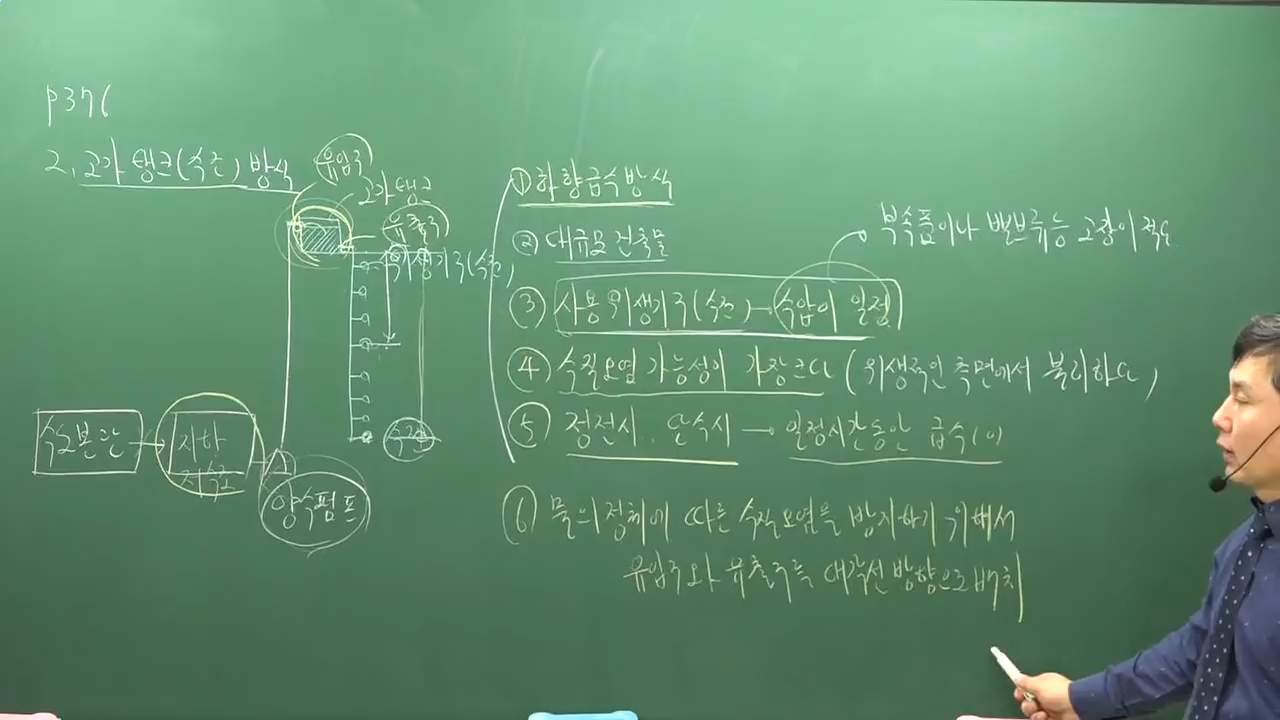 P376
2. 고가 탱크(수조) 방식
유입구
고가탱크
유출구
위생기구(수전)
수도본관
지하
저수조
양수펌프
수전
① 하향급수방식
② 대규모 건축물
③ 사용 위생기구(수전) → 수압이 일정
부속품이나 밸브류등 고장이 적다
④ 수질오염 가능성이 가장크다 (위생적인 측면에서 불리하다)
⑤ 정전시, 단수시 → 일정시간동안 급수(O)
⑥ 물의 정체에 따른 수질오염을 방지하기 위해서
유입구와 유출구를 대각선 방향으로 배치